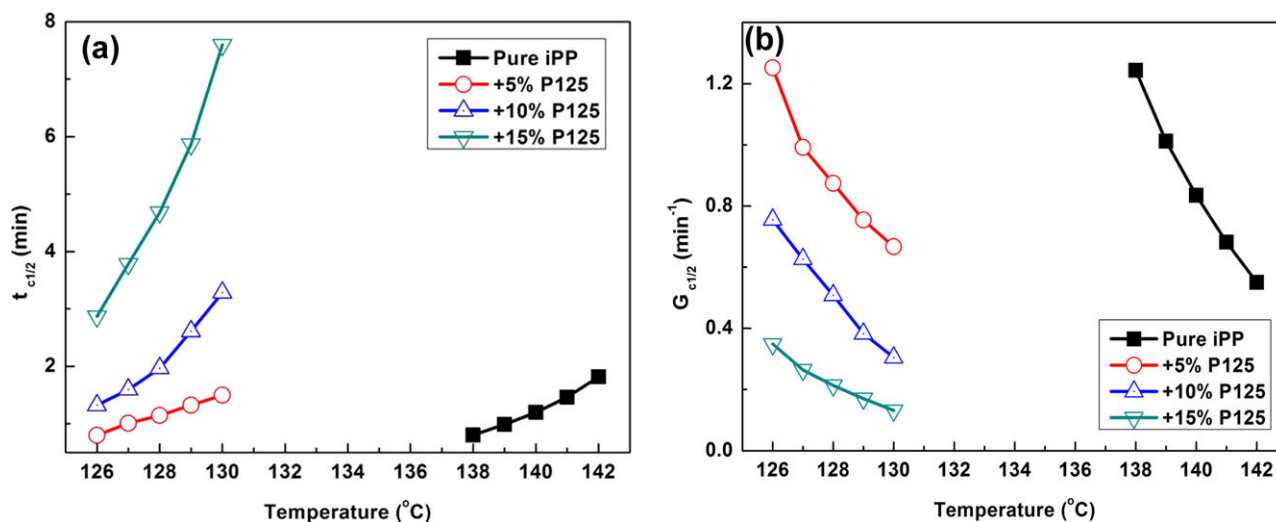 (a)
8
6
4
2
t c1/2 (min)
Pure iPP
+5% P125
+10% P125
+15% P125
126 128 130 132 134 136 138 140 142
Temperature (°C)
(b)
1.2
0.8
0.4
0.0
G c1/2 (min⁻¹)
Pure iPP
+5% P125
+10% P125
+15% P125
126 128 130 132 134 136 138 140 142
Temperature (°C)